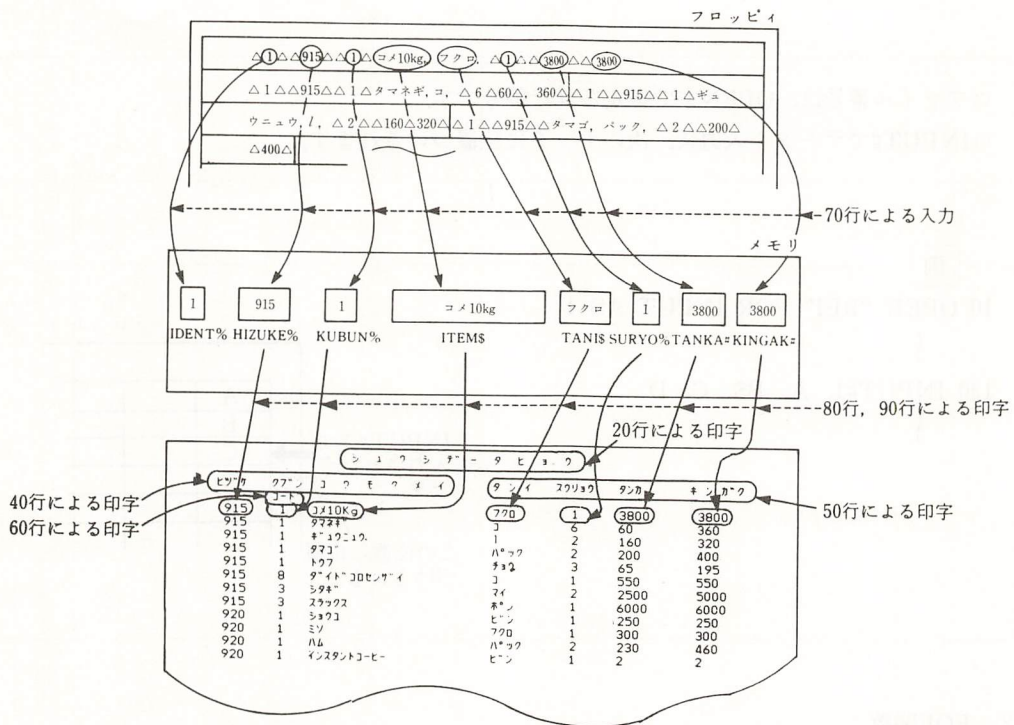 フロッピィ
△1△△915△△1△コメ10kg, フクロ, △1△△3800△△3800
△1△△915△△1△タマネギ, コ, △6△60△, 360△△1△△915△△1△ギュ
ウニュウ, l, △2△△160△320△△1△△915△△タマゴ, パック, △2△△200△
△400△
70行による入力
メモリ
1 915 1 コメ10kg フクロ 1 3800 3800
IDENT% HIZUKE% KUBUN% ITEM$ TANI$ SURYO% TANKA# KINGAK#
80行, 90行による印字
20行による印字
シュウシデータヒョウ
40行による印字
ヒヅケ クブン コウモクメイ タンイ スウリョウ タンカ キンガク
50行による印字
60行による印字
コード
915 1 コメ10Kg フクロ 1 3800 3800
915 1 タマネギ コ 6 60 360
915 1 ギュウニュウ l 2 160 320
915 1 タマゴ パック 2 200 400
915 1 トウフ チョウ 3 65 195
915 8 ダイドコロセンザイ コ 1 550 550
915 3 シタギ マイ 2 2500 5000
915 3 スラックス ホン 1 6000 6000
920 1 ショウユ ビン 1 250 250
920 1 ミソ フクロ 1 300 300
920 1 ハム パック 2 230 460
920 1 インスタントコーヒー ビン 1 2 2